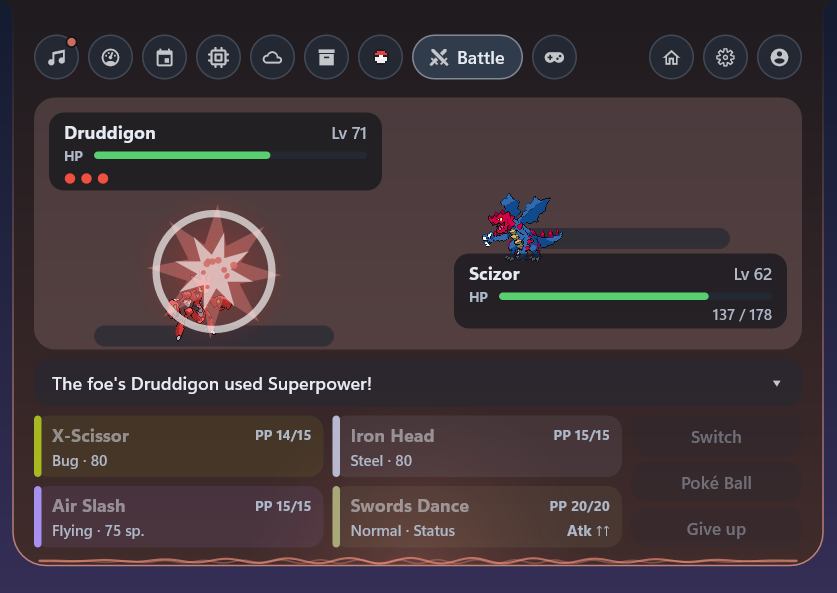 Battle
Druddigon Lv 71
HP
Scizor Lv 62
HP
137 / 178
The foe's Druddigon used Superpower!
X-Scissor PP 14/15
Bug · 80
Iron Head PP 15/15
Steel · 80
Air Slash PP 15/15
Flying · 75 sp.
Swords Dance PP 20/20
Normal · Status Atk ↑↑
Switch
Poké Ball
Give up